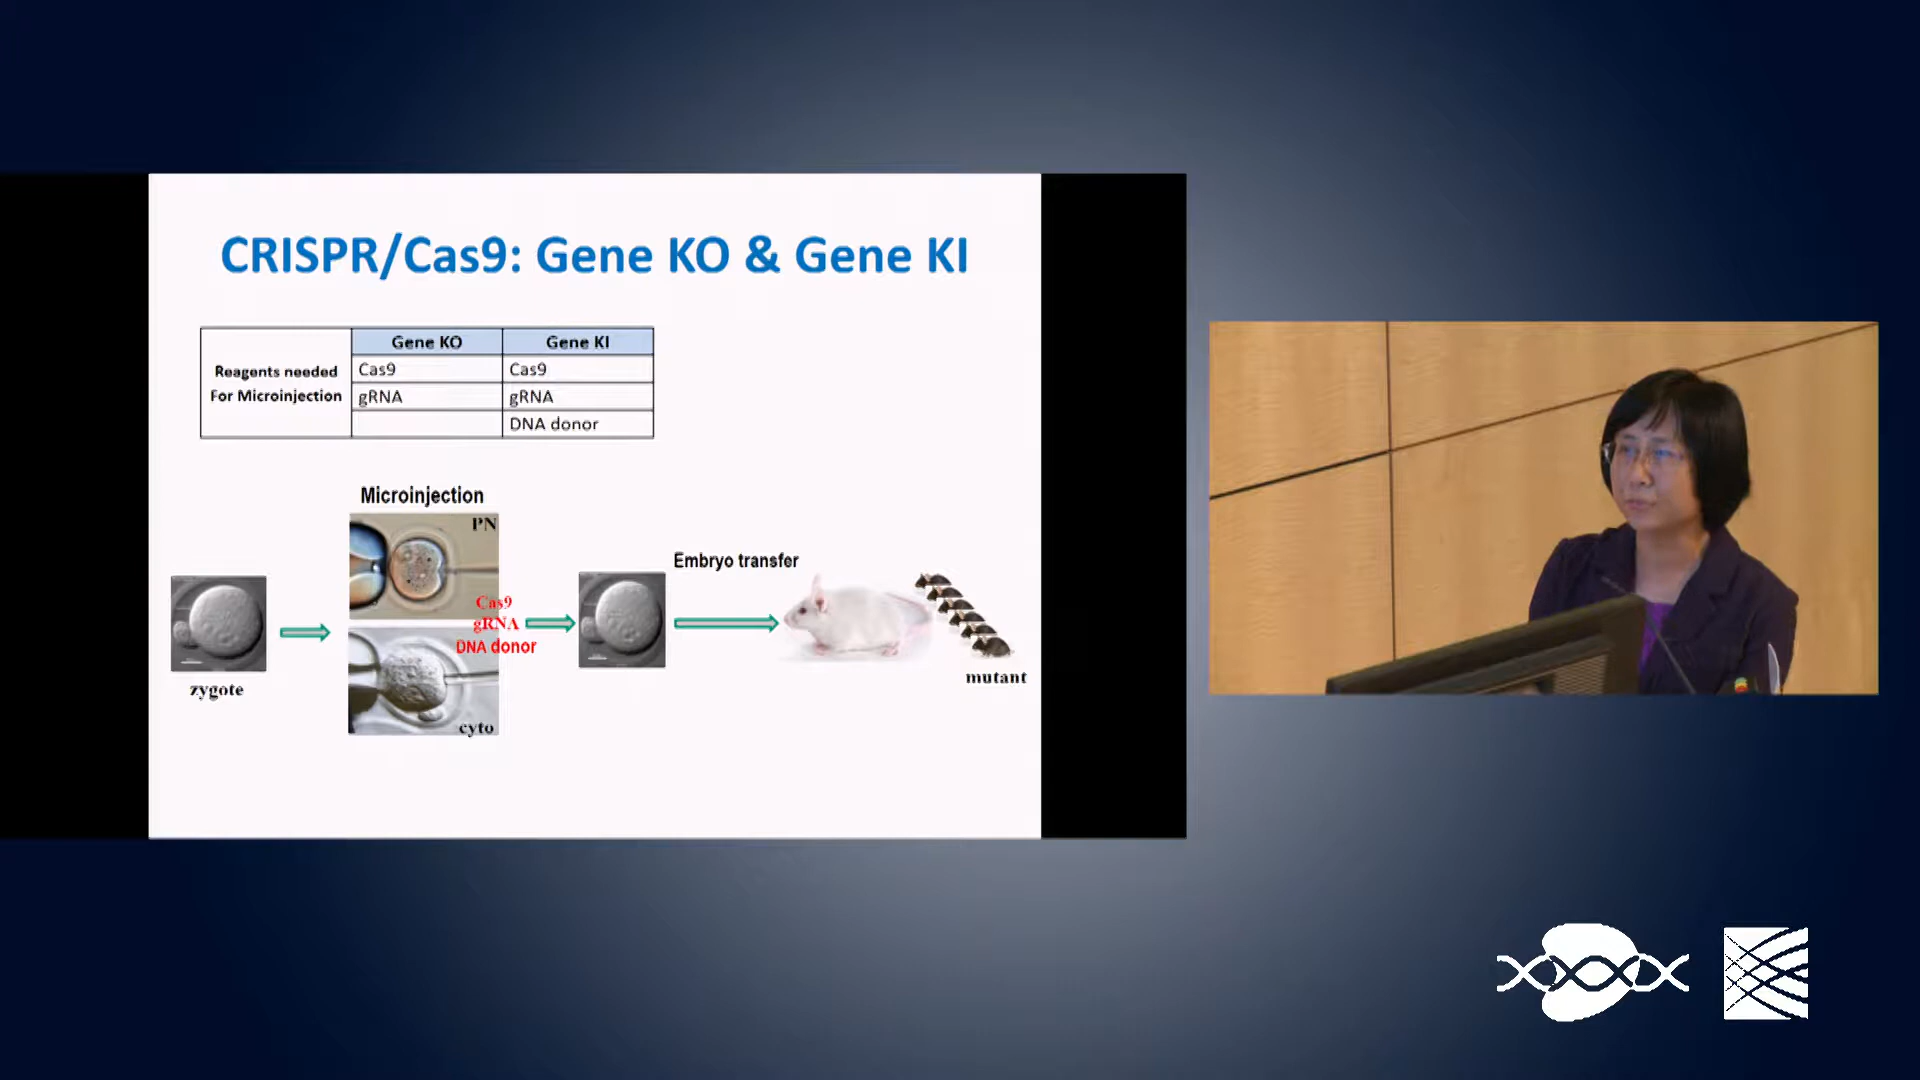 CRISPR/Cas9: Gene KO & Gene KI
Gene KO Gene KI
Reagents needed
For Microinjection
Cas9 Cas9
gRNA gRNA
DNA donor
Microinjection
PN
Embryo transfer
Cas9
gRNA
DNA donor
zygote
cyto
mutant